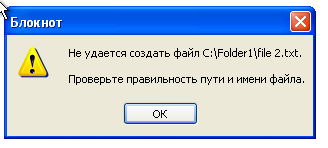 Блокнот
Не удается создать файл C:\Folder1\file 2.txt.
Проверьте правильность пути и имени файла.
OK